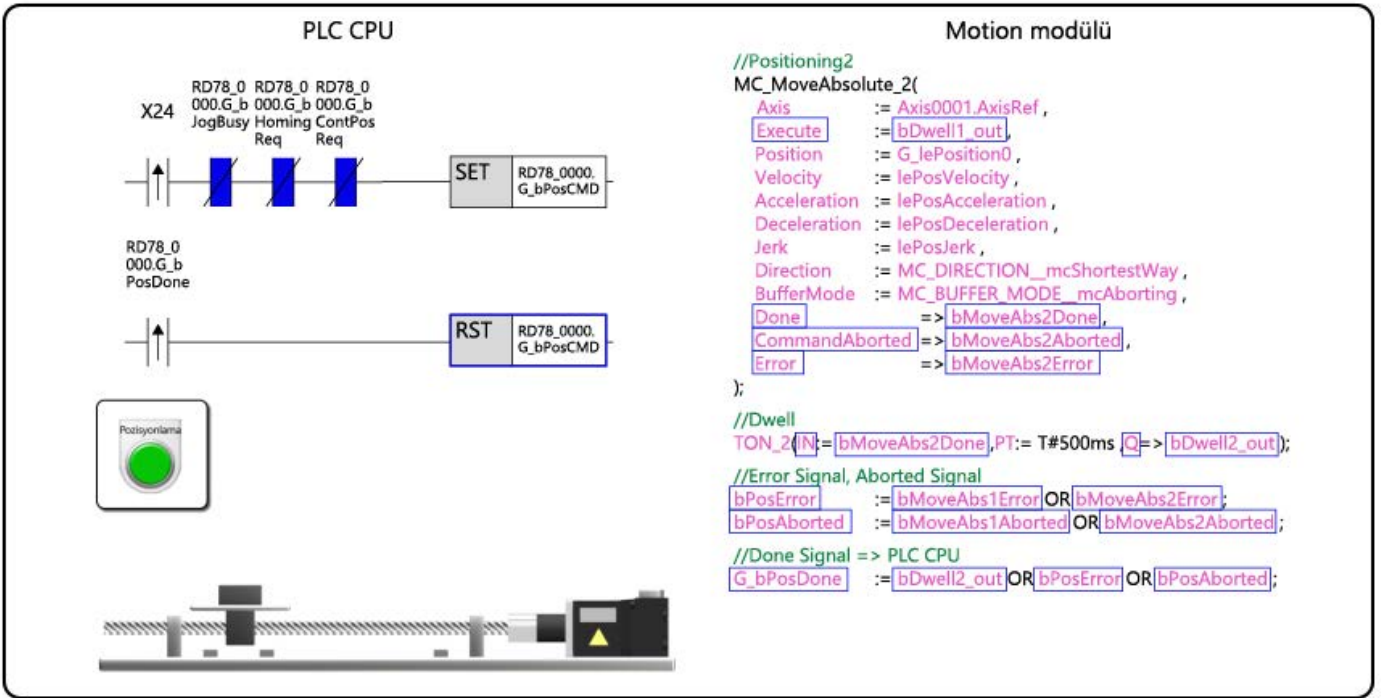 PLC CPU
X24
RD78_0
000.G_b
JogBusy
RD78_0
000.G_b
Homing
Req
RD78_0
000.G_b
ContPos
Req
SET
RD78_0000.
G_bPosCMD
RD78_0
000.G_b
PosDone
RST
RD78_0000.
G_bPosCMD
Pozisyonlama
Motion modülü
//Positioning2
MC_MoveAbsolute_2(
Axis := Axis0001.AxisRef ,
Execute := bDwell1_out ,
Position := G_lePosition0 ,
Velocity := lePosVelocity ,
Acceleration := lePosAcceleration ,
Deceleration := lePosDeceleration ,
Jerk := lePosJerk ,
Direction := MC_DIRECTION__mcShortestWay ,
BufferMode := MC_BUFFER_MODE__mcAborting ,
Done => bMoveAbs2Done ,
CommandAborted => bMoveAbs2Aborted ,
Error => bMoveAbs2Error
);
//Dwell
TON_2(IN:= bMoveAbs2Done ,PT:= T#500ms ,Q=> bDwell2_out );
//Error Signal, Aborted Signal
bPosError := bMoveAbs1Error OR bMoveAbs2Error ;
bPosAborted := bMoveAbs1Aborted OR bMoveAbs2Aborted ;
//Done Signal => PLC CPU
G_bPosDone := bDwell2_out OR bPosError OR bPosAborted ;